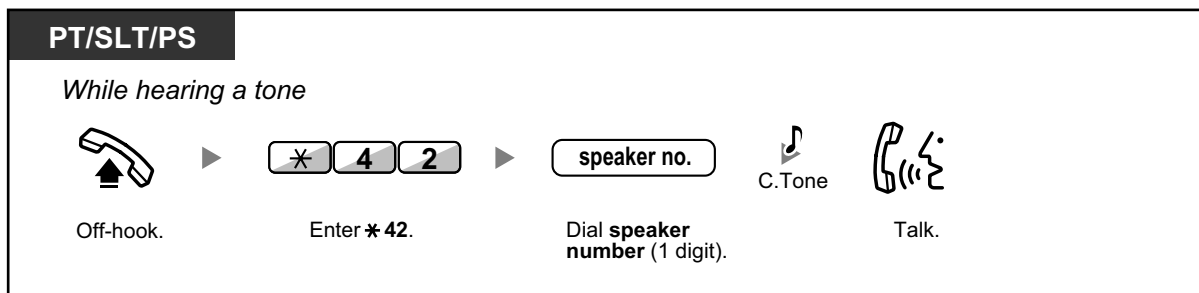 PT/SLT/PS
While hearing a tone
* 4 2
speaker no.
C.Tone
Off-hook.
Enter * 42.
Dial speaker
number (1 digit).
Talk.